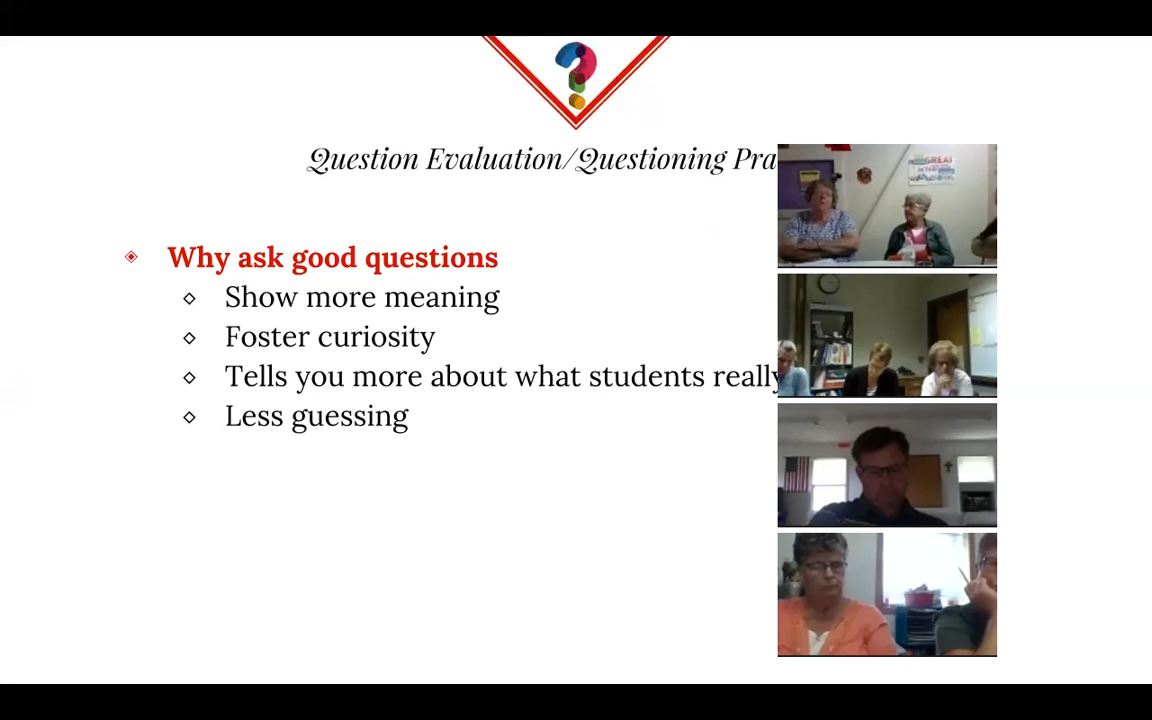 Question Evaluation/Questioning Pra
Why ask good questions
Show more meaning
Foster curiosity
Tells you more about what students really
Less guessing
GREAT